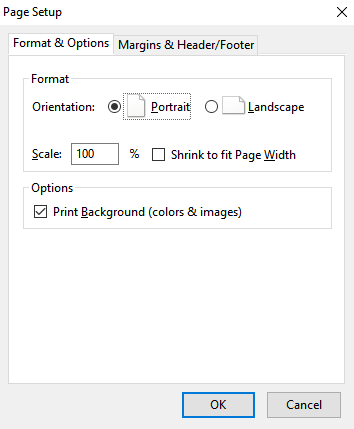 Page Setup
Format & Options
Margins & Header/Footer
Format
Orientation: Portrait Landscape
Scale: 100 % Shrink to fit Page Width
Options
Print Background (colors & images)
OK Cancel